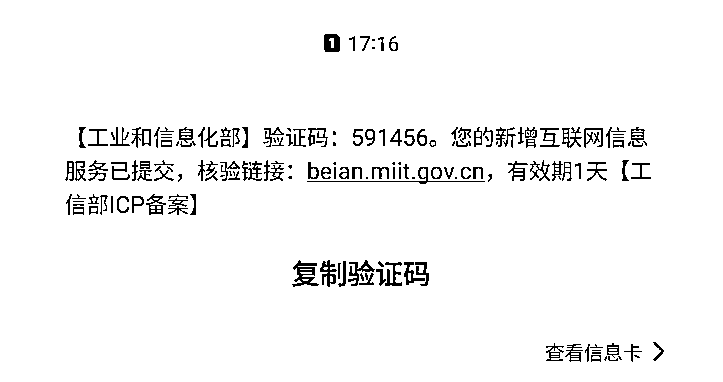 1 17:16
【工业和信息化部】验证码：591456。您的新增互联网信息
服务已提交，核验链接：beian.miit.gov.cn，有效期1天【工
信部ICP备案】
复制验证码
查看信息卡